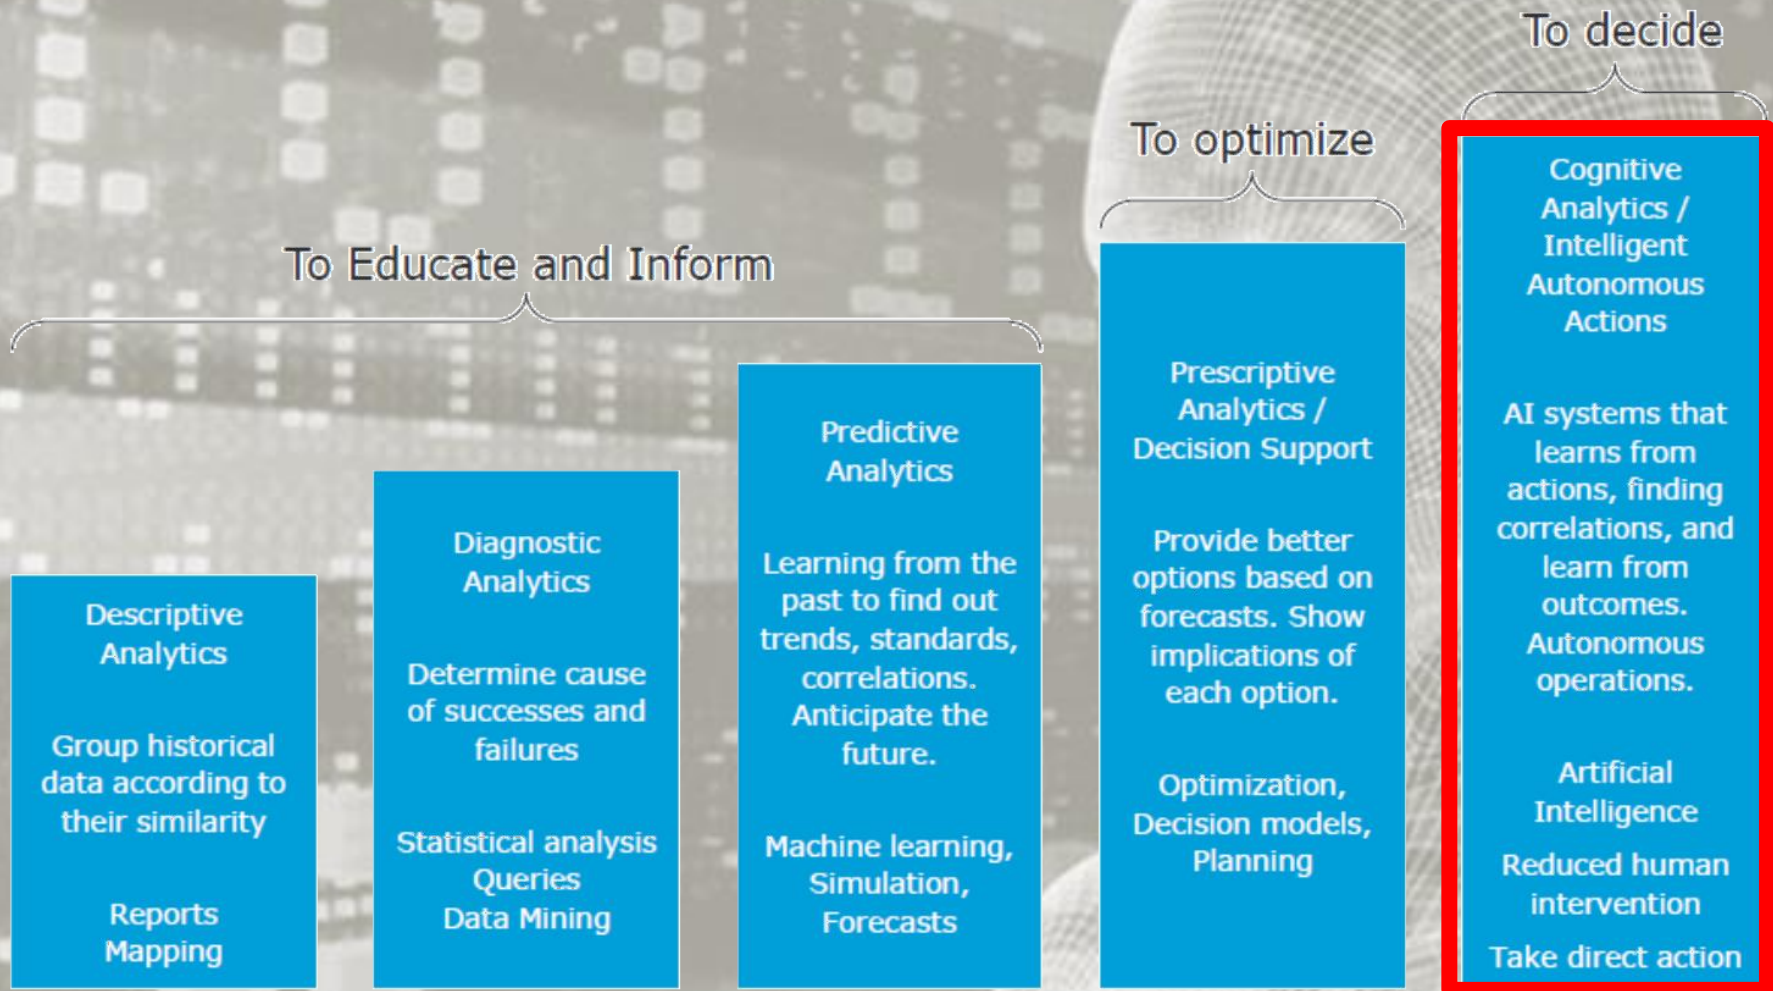 To Educate and Inform
To optimize
To decide
Descriptive
Analytics
Group historical
data according to
their similarity
Reports
Mapping
Diagnostic
Analytics
Determine cause
of successes and
failures
Statistical analysis
Queries
Data Mining
Predictive
Analytics
Learning from the
past to find out
trends, standards,
correlations.
Anticipate the
future.
Machine learning,
Simulation,
Forecasts
Prescriptive
Analytics /
Decision Support
Provide better
options based on
forecasts. Show
implications of
each option.
Optimization,
Decision models,
Planning
Cognitive
Analytics /
Intelligent
Autonomous
Actions
AI systems that
learns from
actions, finding
correlations, and
learn from
outcomes.
Autonomous
operations.
Artificial
Intelligence
Reduced human
intervention
Take direct action